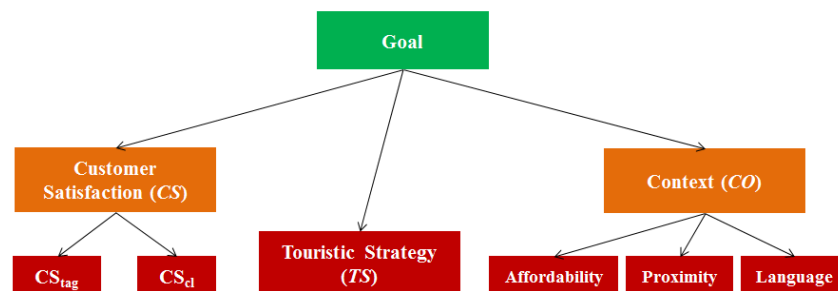 Goal
Customer
Satisfaction (CS)
Context (CO)
Touristic Strategy
(TS)
CStag
CScl
Affordability
Proximity
Language